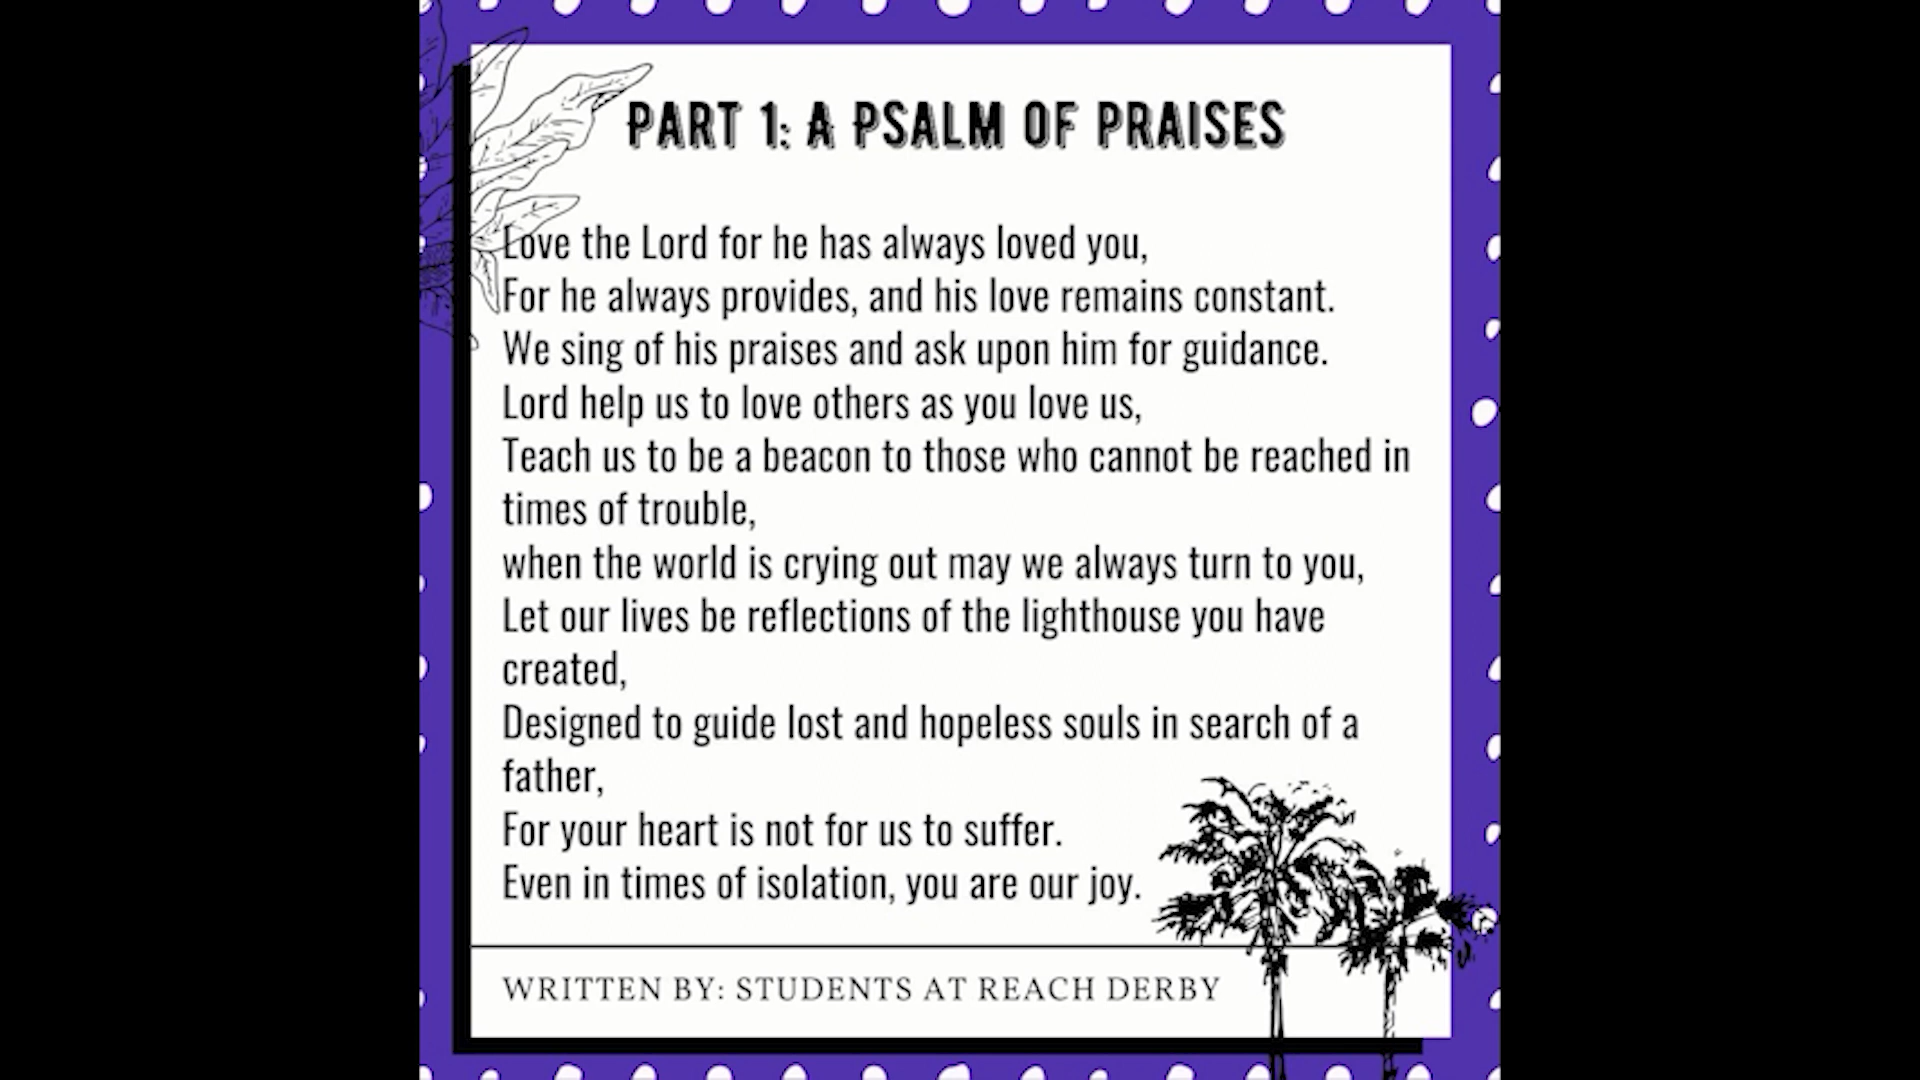 PART 1: A PSALM OF PRAISES
Love the Lord for he has always loved you,
For he always provides, and his love remains constant.
We sing of his praises and ask upon him for guidance.
Lord help us to love others as you love us,
Teach us to be a beacon to those who cannot be reached in
times of trouble,
when the world is crying out may we always turn to you,
Let our lives be reflections of the lighthouse you have
created,
Designed to guide lost and hopeless souls in search of a
father,
For your heart is not for us to suffer.
Even in times of isolation, you are our joy.
WRITTEN BY: STUDENTS AT REACH DERBY